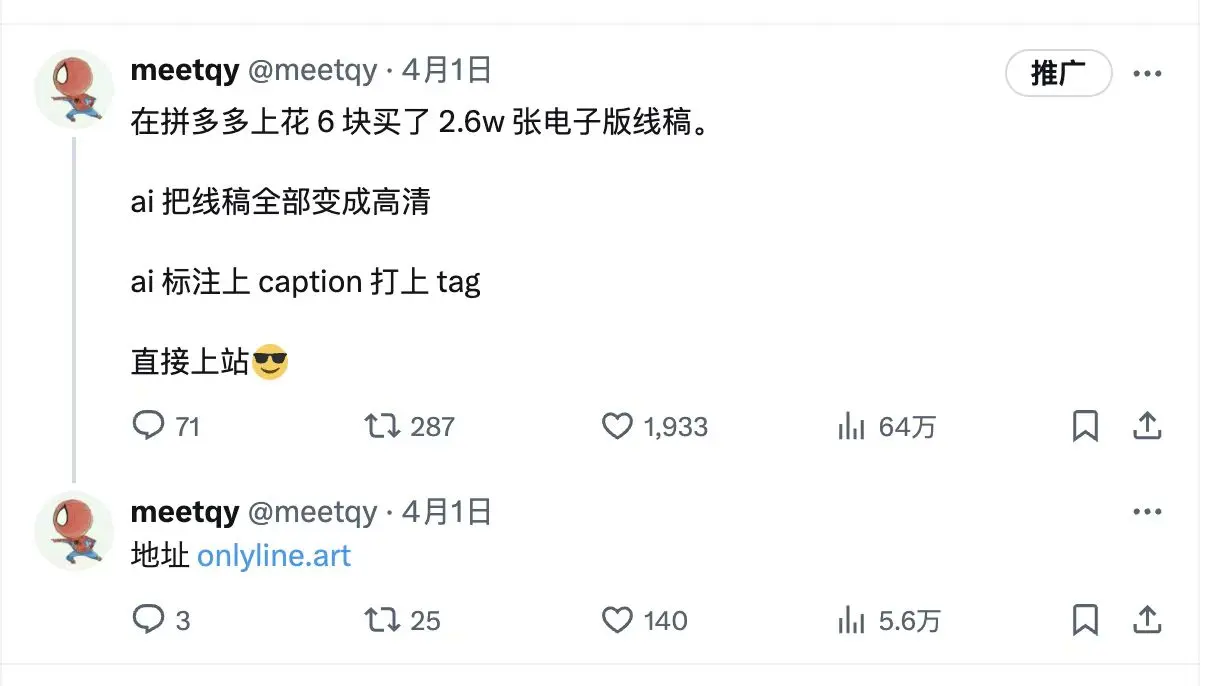 meetqy @meetqy · 4月1日
推广
在拼多多上花 6 块买了 2.6w 张电子版线稿。
ai 把线稿全部变成高清
ai 标注上 caption 打上 tag
直接上站😎
71 287 1,933 64万
meetqy @meetqy · 4月1日
地址 onlyline.art
3 25 140 5.6万